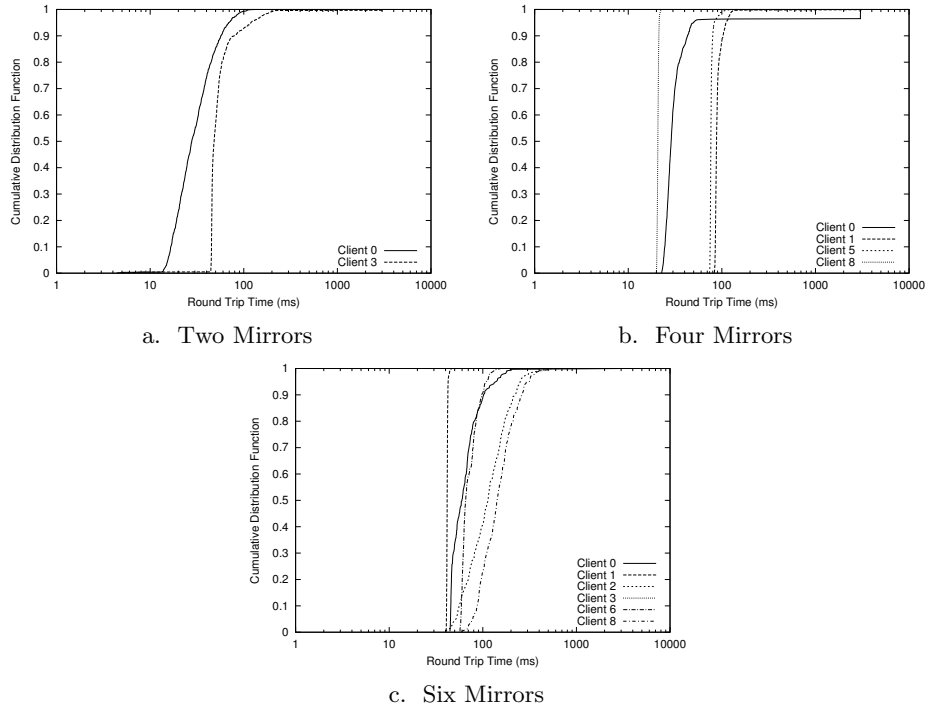 Cumulative Distribution Function
1
0.9
0.8
0.7
0.6
0.5
0.4
0.3
0.2
0.1
0
Client 0
Client 3
1 10 100 1000 10000
Round Trip Time (ms)
a. Two Mirrors
Cumulative Distribution Function
1
0.9
0.8
0.7
0.6
0.5
0.4
0.3
0.2
0.1
0
Client 0
Client 1
Client 5
Client 8
1 10 100 1000 10000
Round Trip Time (ms)
b. Four Mirrors
Cumulative Distribution Function
1
0.9
0.8
0.7
0.6
0.5
0.4
0.3
0.2
0.1
0
Client 0
Client 1
Client 2
Client 3
Client 6
Client 8
1 10 100 1000 10000
Round Trip Time (ms)
c. Six Mirrors